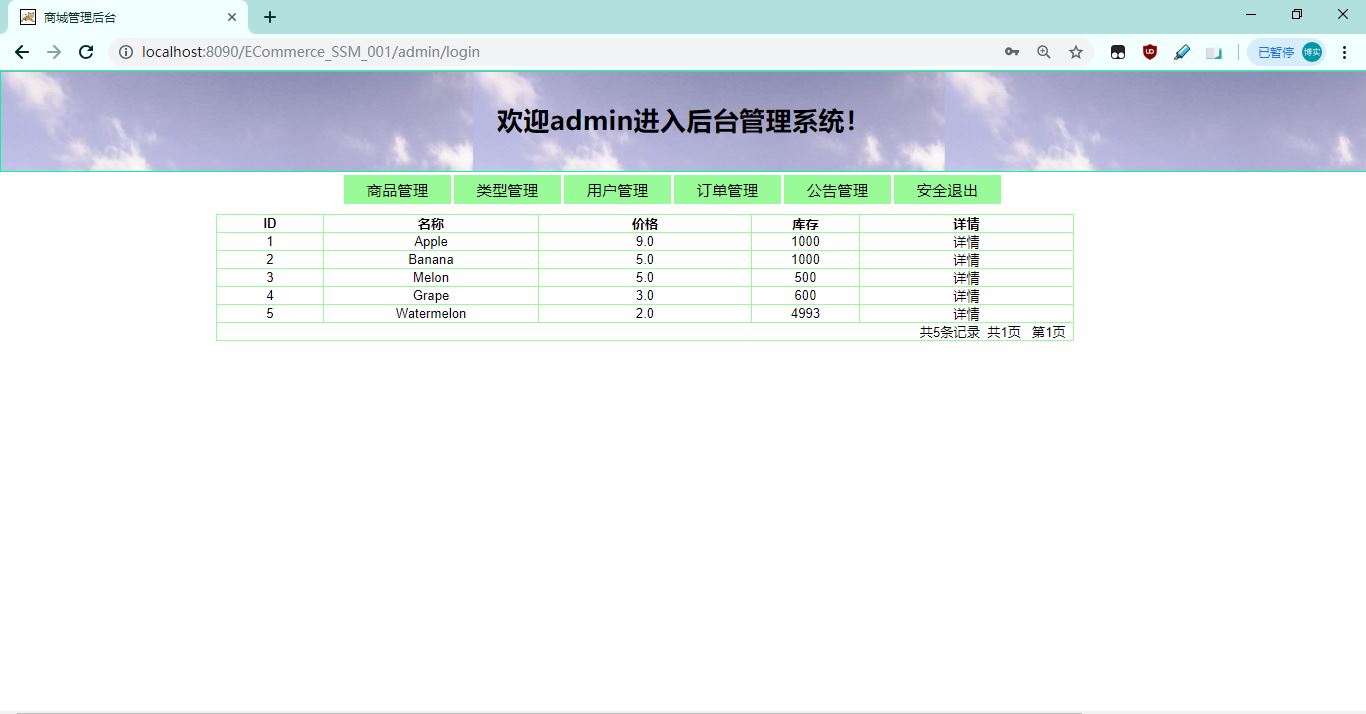 商城管理后台
localhost:8090/ECommerce_SSM_001/admin/login
已暂停 博实
欢迎admin进入后台管理系统！
商品管理 类型管理 用户管理 订单管理 公告管理 安全退出
ID 名称 价格 库存 详情
1 Apple 9.0 1000 详情
2 Banana 5.0 1000 详情
3 Melon 5.0 500 详情
4 Grape 3.0 600 详情
5 Watermelon 2.0 4993 详情
共5条记录 共1页 第1页